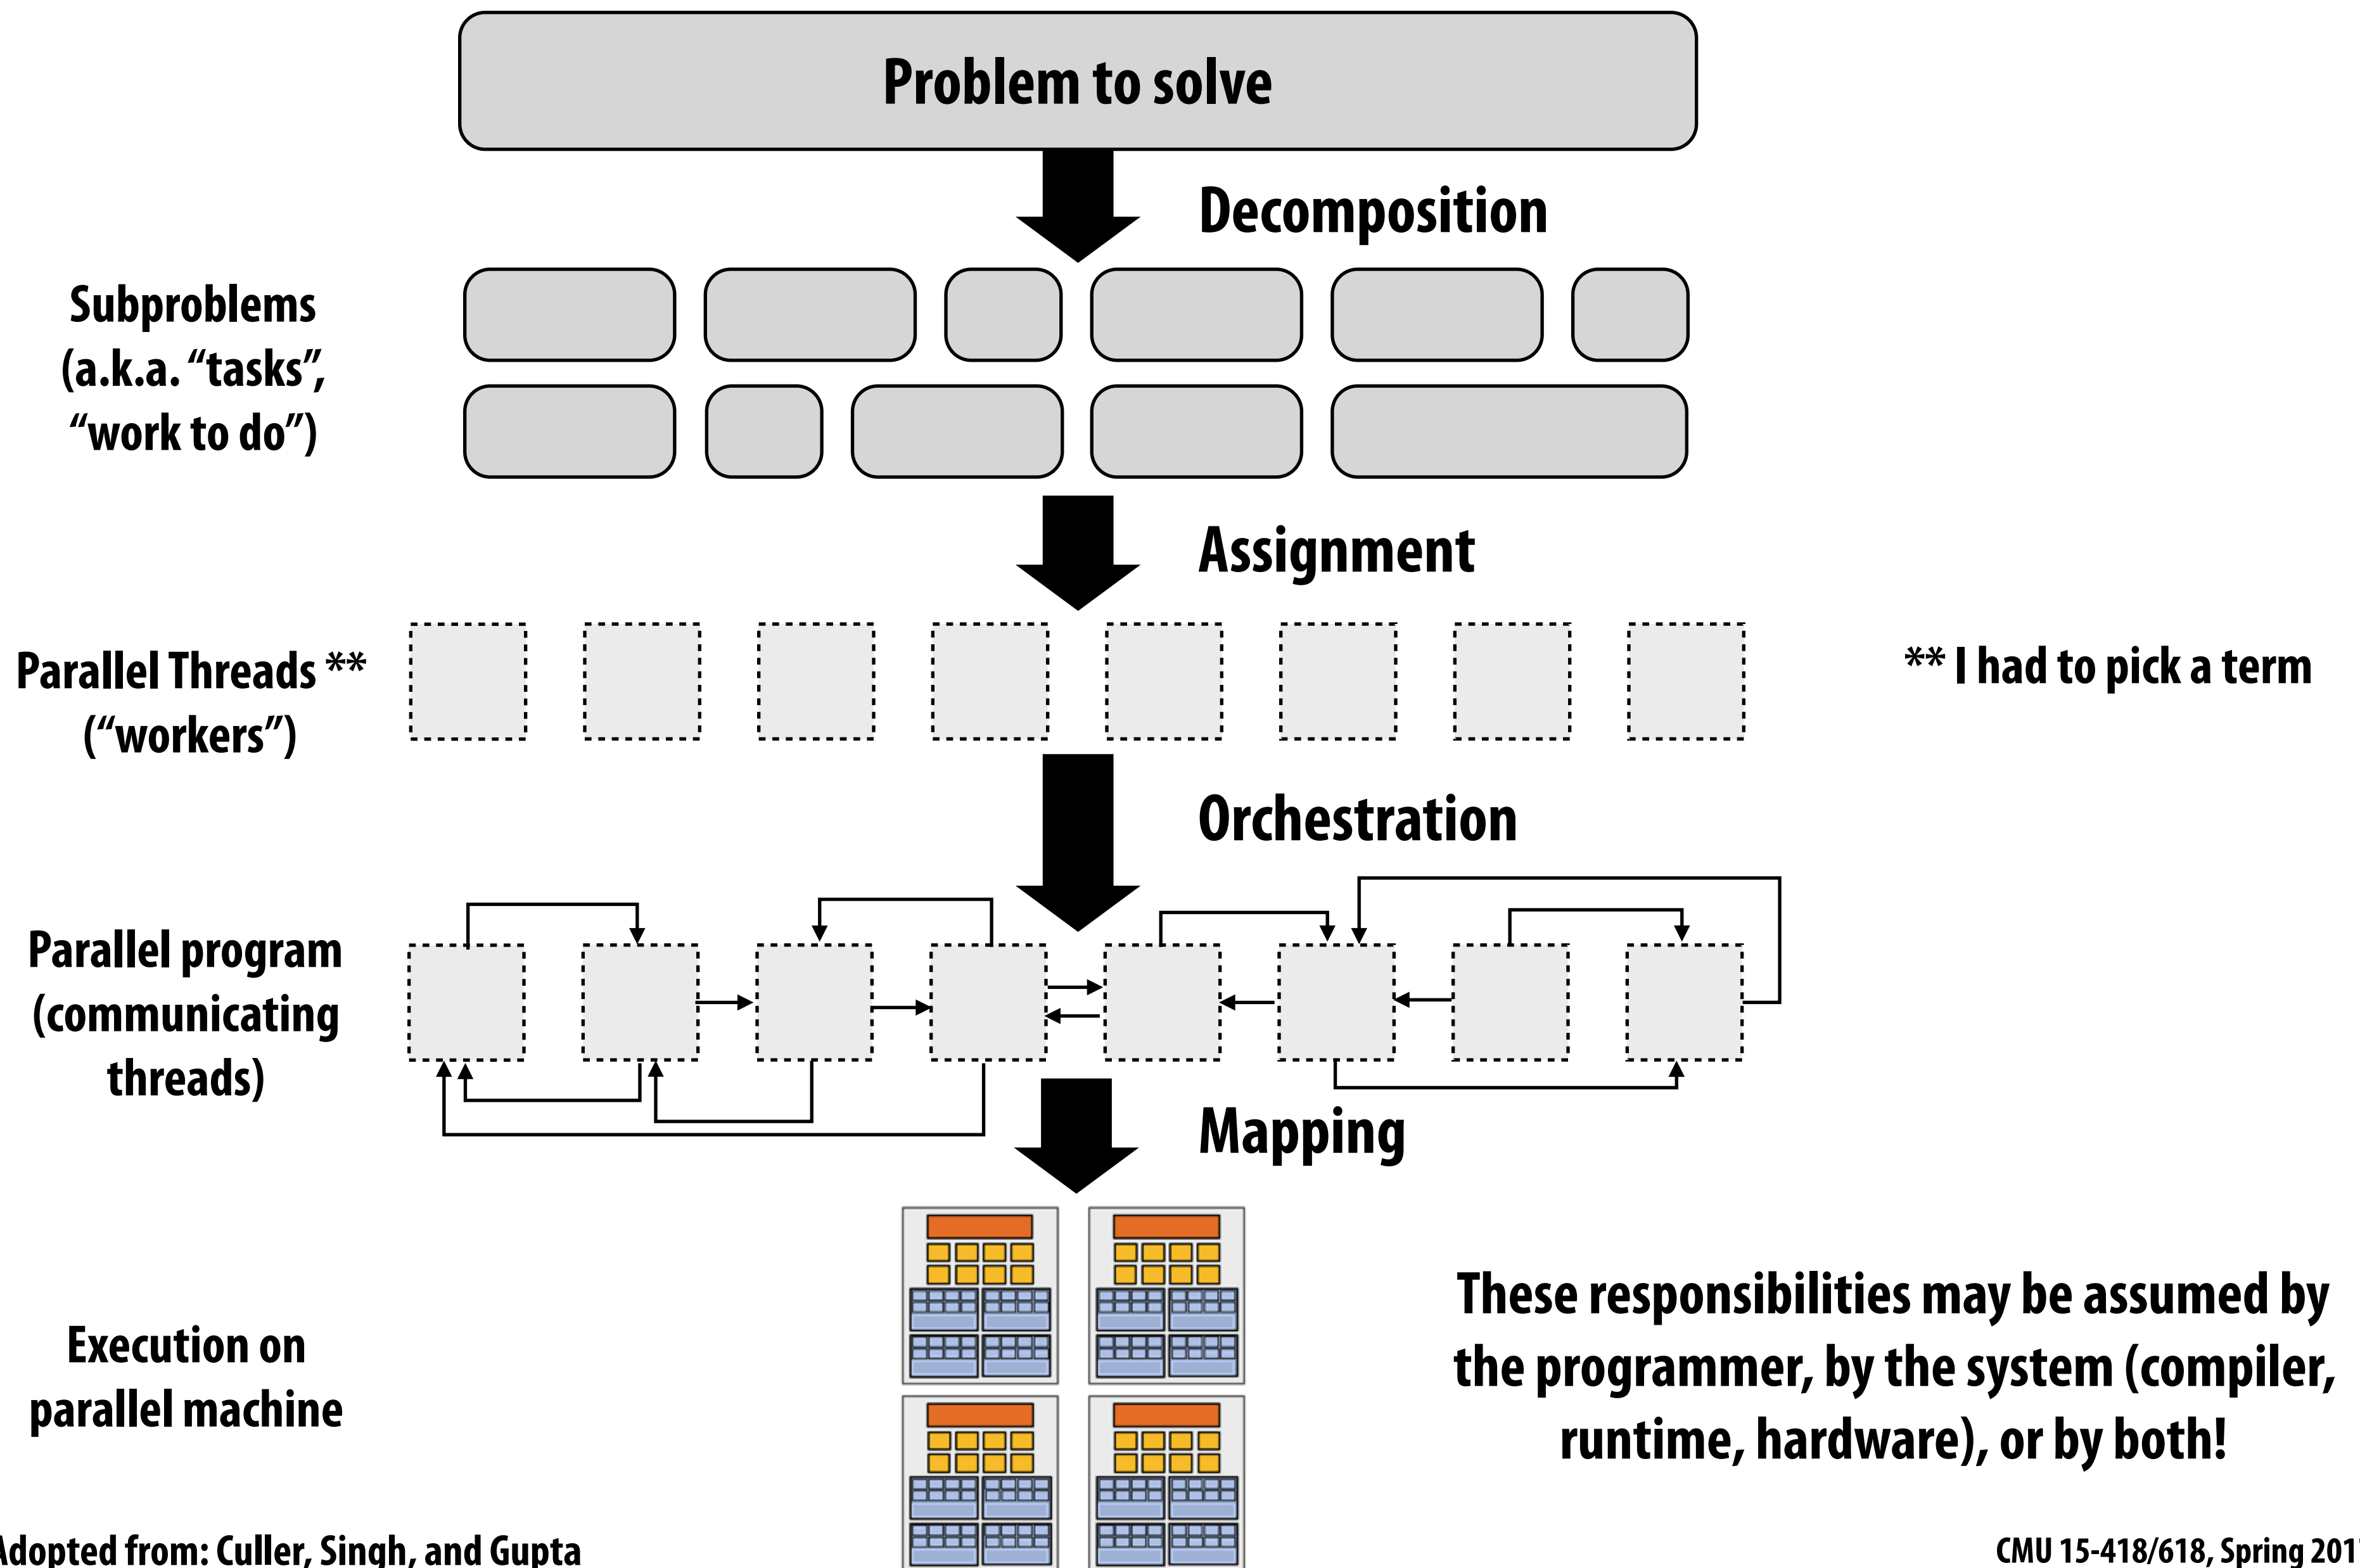 Problem to solve
Decomposition
Subproblems
(a.k.a. “tasks”,
“work to do”)
Assignment
Parallel Threads **
(“workers”)
** I had to pick a term
Orchestration
Parallel program
(communicating
threads)
Mapping
Execution on
parallel machine
These responsibilities may be assumed by
the programmer, by the system (compiler,
runtime, hardware), or by both!
Adopted from: Culler, Singh, and Gupta
CMU 15-418/618, Spring